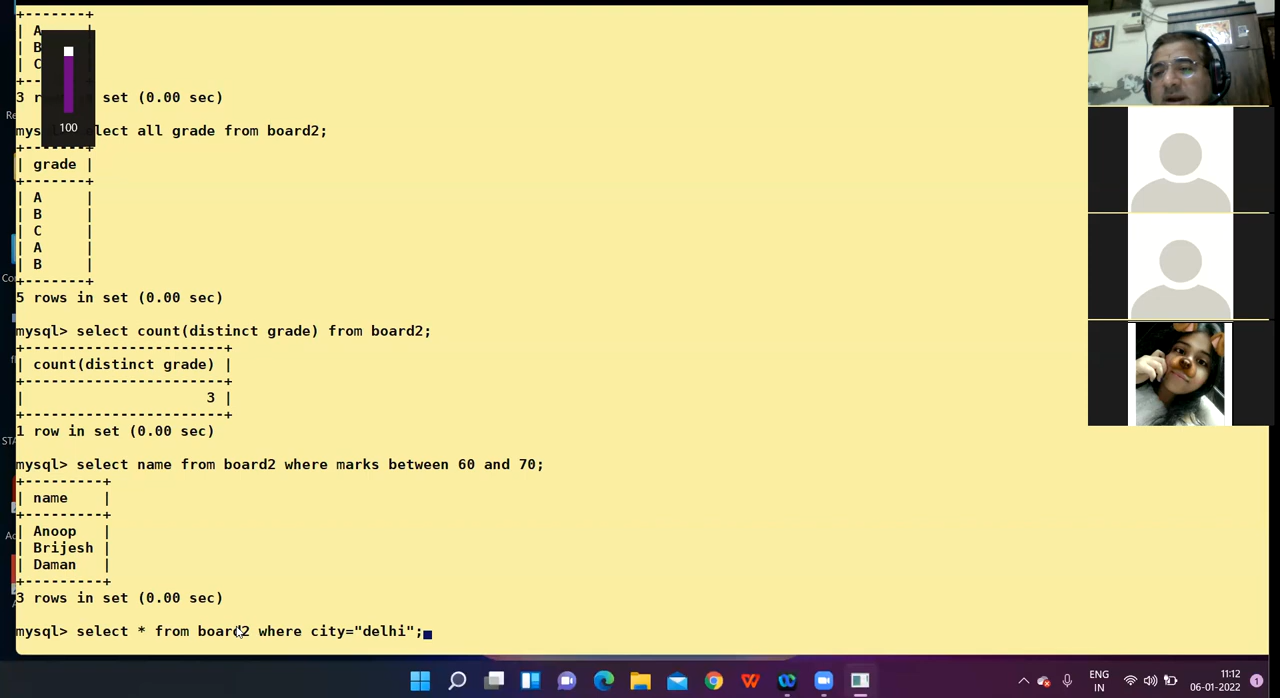 +-------+
| A
| B
| C
+--
3 r set (0.00 sec)
100
mys lect all grade from board2;
+-------+
| grade |
+-------+
| A     |
| B     |
| C     |
| A     |
| B     |
+-------+
5 rows in set (0.00 sec)
mysql> select count(distinct grade) from board2;
+-----------------------+
| count(distinct grade) |
+-----------------------+
|                     3 |
+-----------------------+
1 row in set (0.00 sec)
mysql> select name from board2 where marks between 60 and 70;
+---------+
| name    |
+---------+
| Anoop   |
| Brijesh |
| Daman   |
+---------+
3 rows in set (0.00 sec)
mysql> select * from board2 where city="delhi";
ENG
IN
11:12
06-01-2022
1